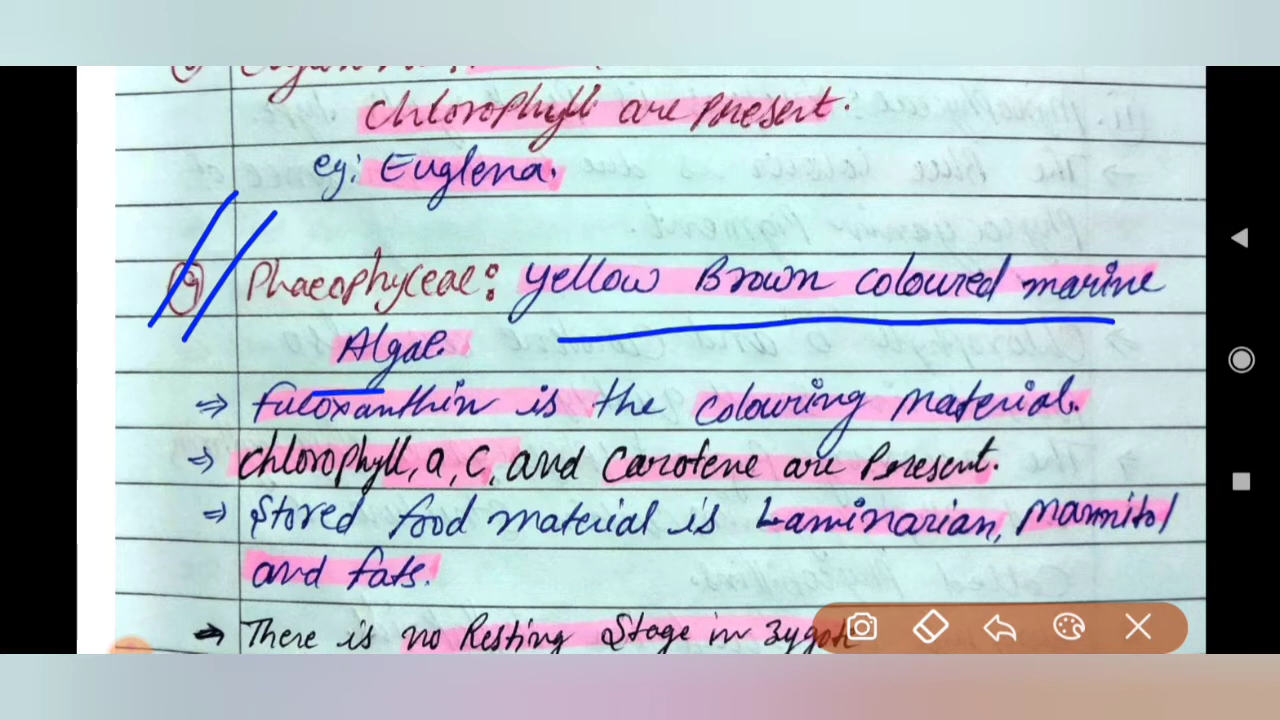 Chlorophyll are present.
eg: Euglena.
9 Phaeophyceae: Yellow Brown coloured marine
Algae.
⇒ fucoxanthin is the colouring material.
⇒ chlorophyll, a, c, and carotene are present.
⇒ Stored food material is Laminarian, Mannitol
and fats.
→ There is no Resting Stage in